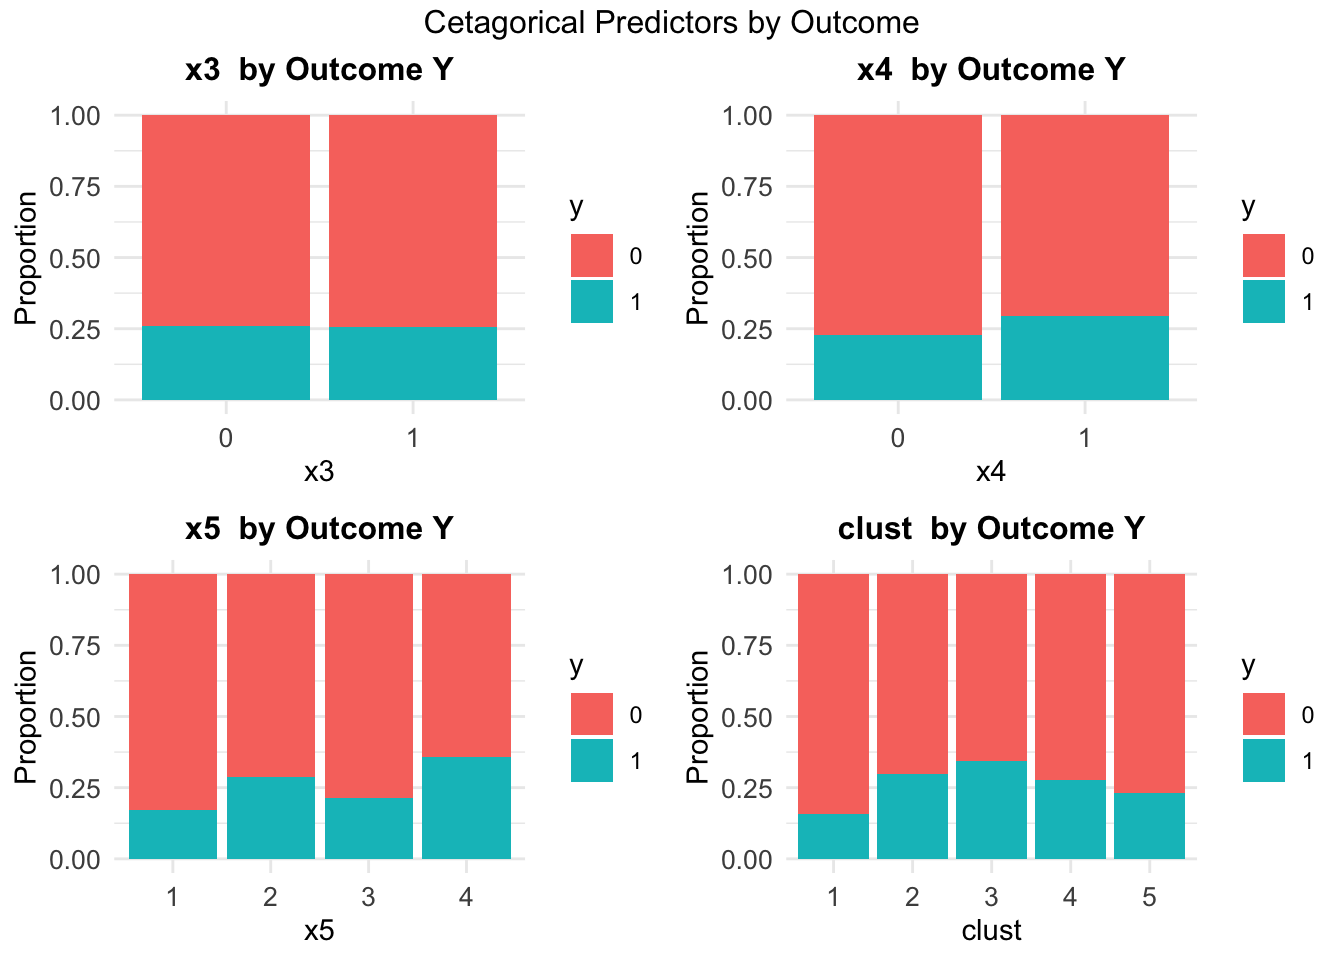 Cetagorical Predictors by Outcome
x3  by Outcome Y
1.00
0.75
0.50
0.25
0.00
Proportion
0 1
x3
y
0
1
x4  by Outcome Y
1.00
0.75
0.50
0.25
0.00
Proportion
0 1
x4
y
0
1
x5  by Outcome Y
1.00
0.75
0.50
0.25
0.00
Proportion
1 2 3 4
x5
y
0
1
clust  by Outcome Y
1.00
0.75
0.50
0.25
0.00
Proportion
1 2 3 4 5
clust
y
0
1